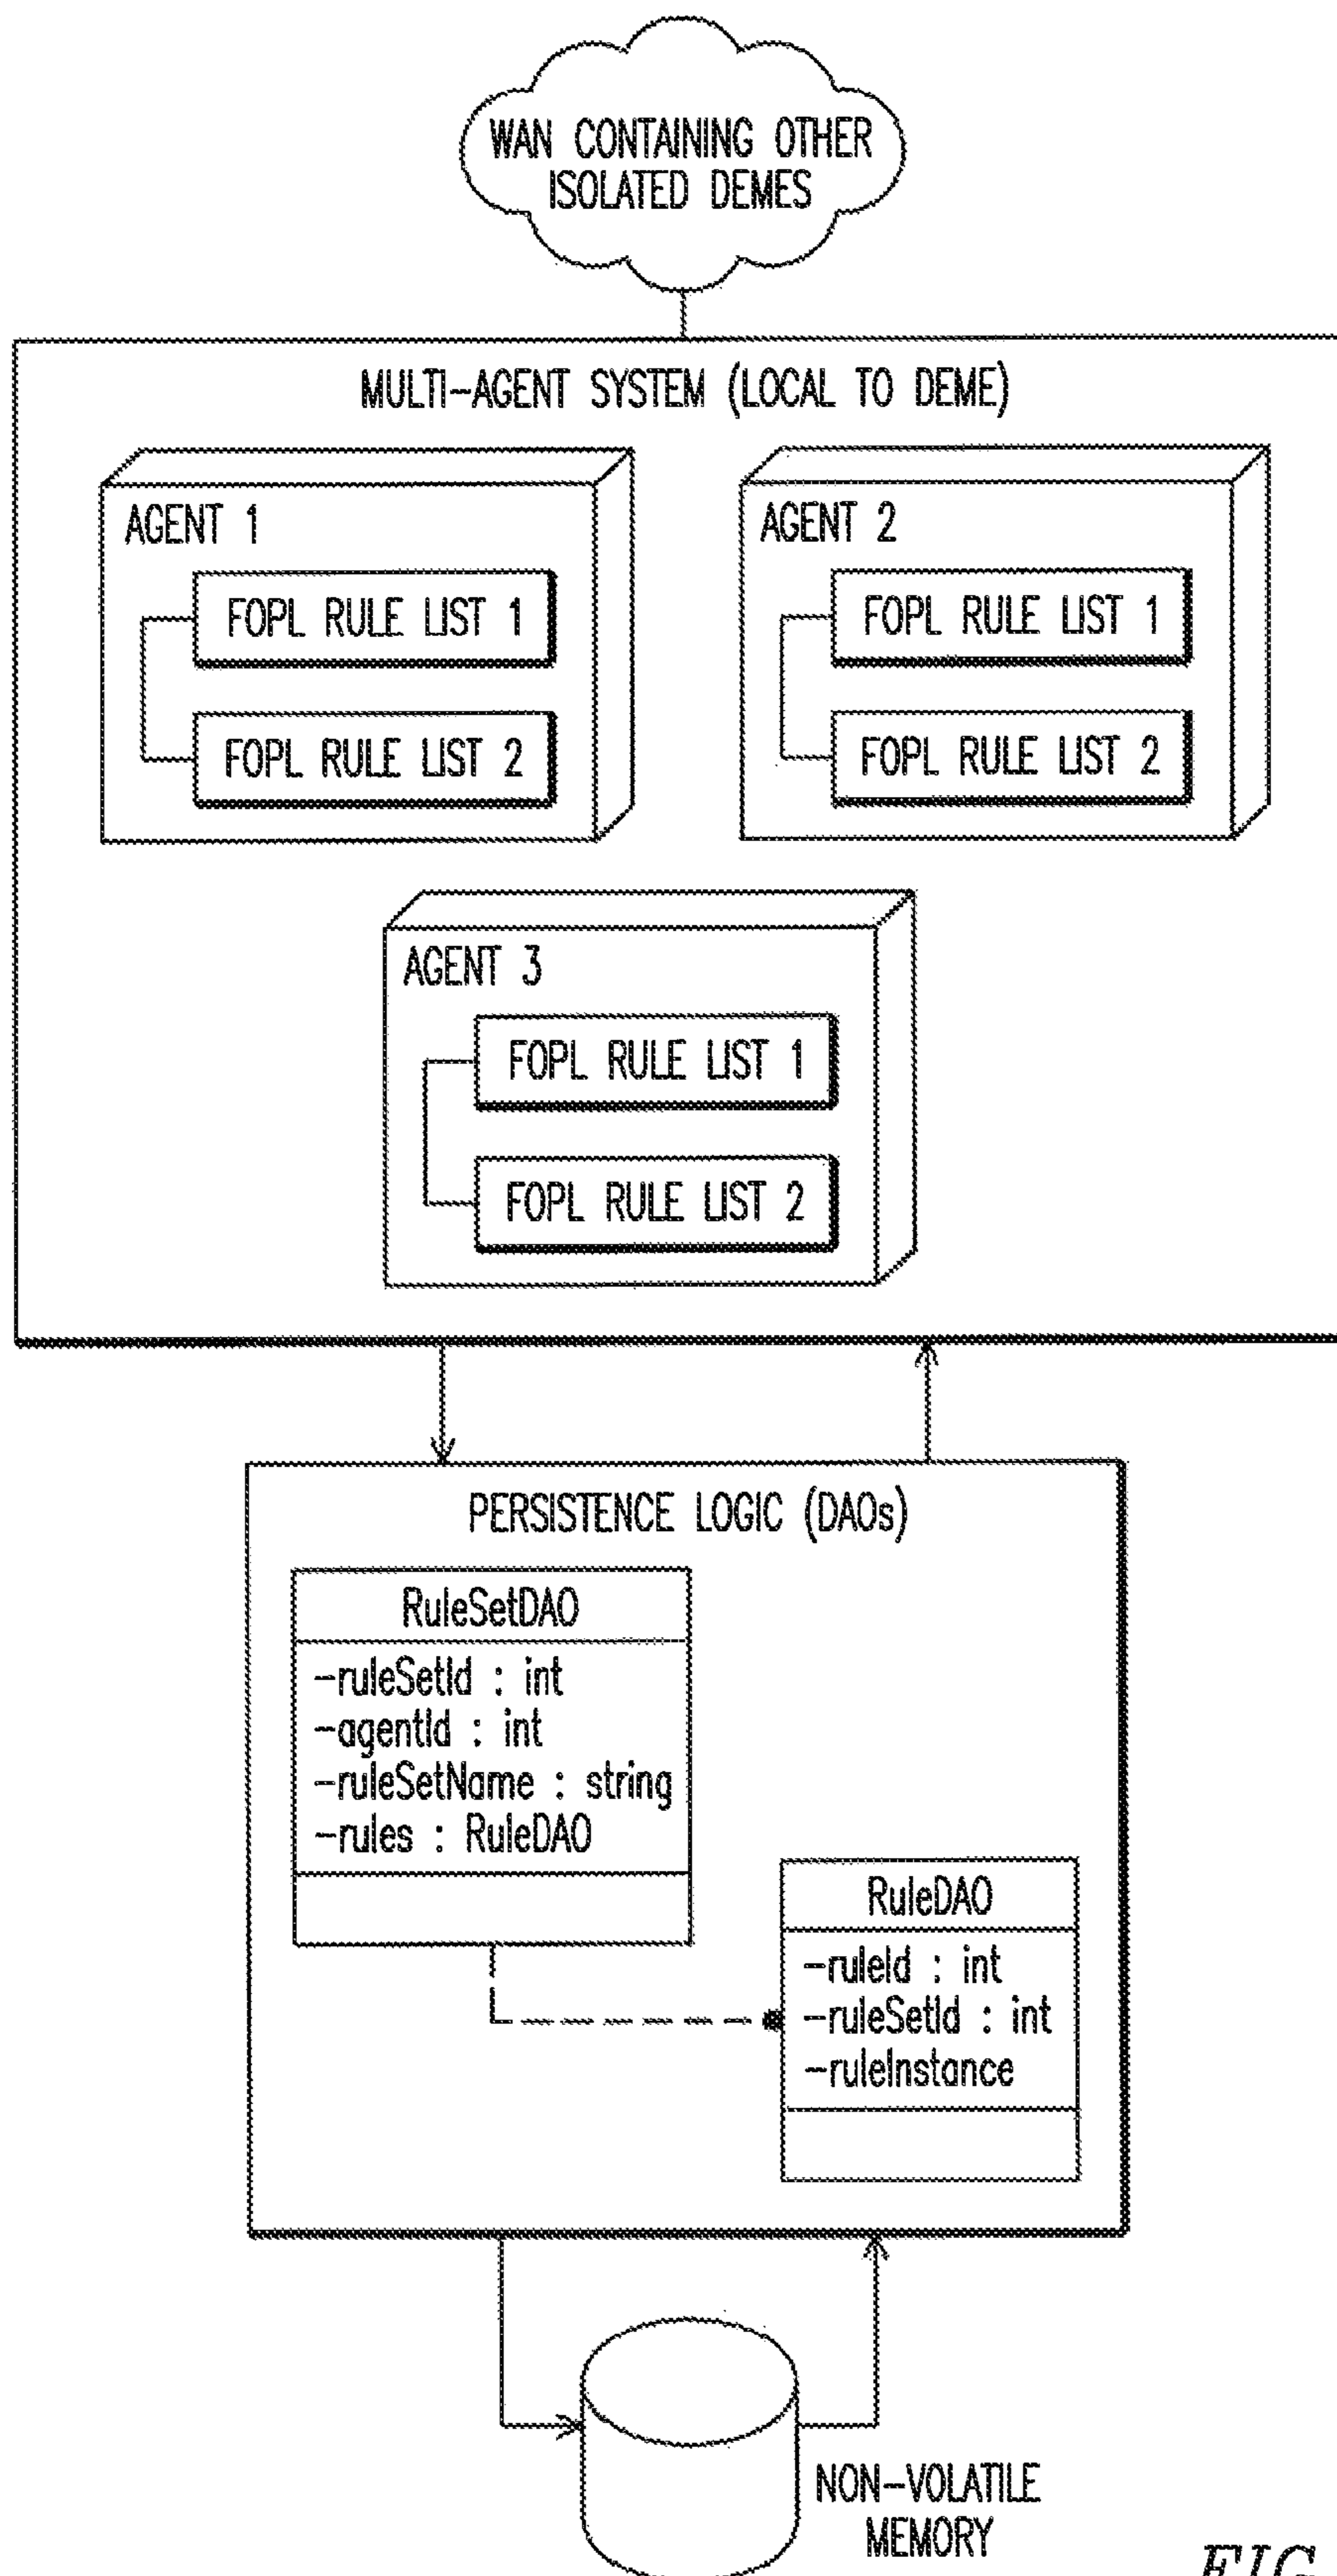 WAN CONTAINING OTHER
ISOLATED DEMES
MULTI-AGENT SYSTEM (LOCAL TO DEME)
AGENT 1
FOPL RULE LIST 1
FOPL RULE LIST 2
AGENT 2
FOPL RULE LIST 1
FOPL RULE LIST 2
AGENT 3
FOPL RULE LIST 1
FOPL RULE LIST 2
PERSISTENCE LOGIC (DAOs)
RuleSetDAO
-ruleSetId : int
-agentId : int
-ruleSetName : string
-rules : RuleDAO
RuleDAO
-ruleId : int
-ruleSetId : int
-ruleInstance
NON-VOLATILE
MEMORY
FIG